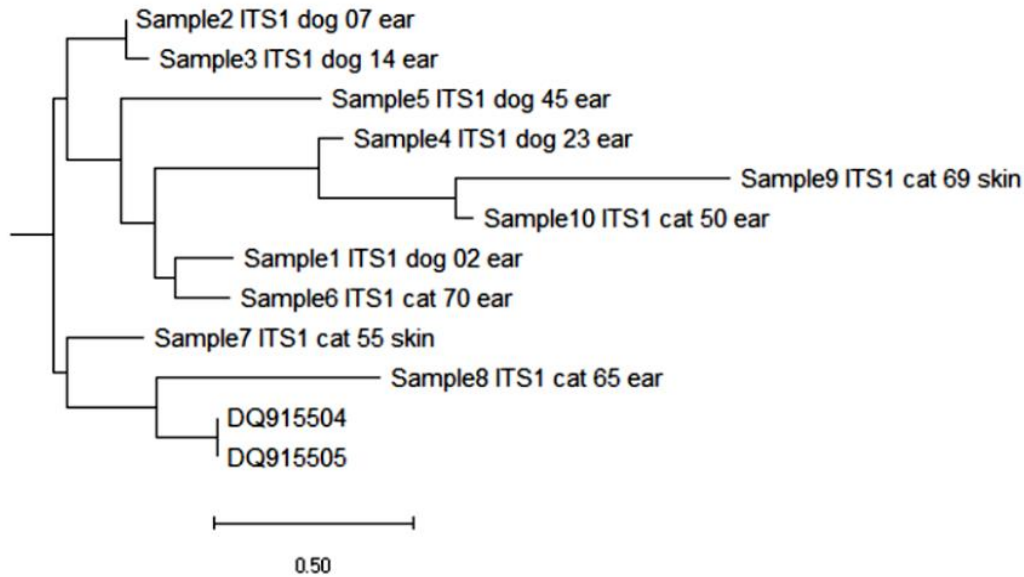 Sample2 ITS1 dog 07 ear
Sample3 ITS1 dog 14 ear
Sample5 ITS1 dog 45 ear
Sample4 ITS1 dog 23 ear
Sample9 ITS1 cat 69 skin
Sample10 ITS1 cat 50 ear
Sample1 ITS1 dog 02 ear
Sample6 ITS1 cat 70 ear
Sample7 ITS1 cat 55 skin
Sample8 ITS1 cat 65 ear
DQ915504
DQ915505
0.50